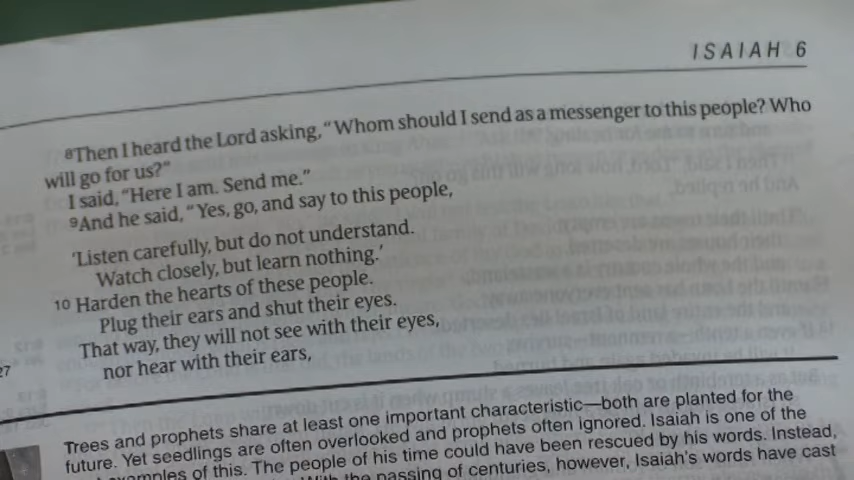 ISAIAH 6
8Then I heard the Lord asking, “Whom should I send as a messenger to this people? Who
will go for us?”
I said, “Here I am. Send me.”
9And he said, “Yes, go, and say to this people,
‘Listen carefully, but do not understand.
Watch closely, but learn nothing.’
10 Harden the hearts of these people.
Plug their ears and shut their eyes.
That way, they will not see with their eyes,
nor hear with their ears,
27
Trees and prophets share at least one important characteristic—both are planted for the
future. Yet seedlings are often overlooked and prophets often ignored. Isaiah is one of the
examples of this. The people of his time could have been rescued by his words. Instead,
the passing of centuries, however, Isaiah’s words have cast